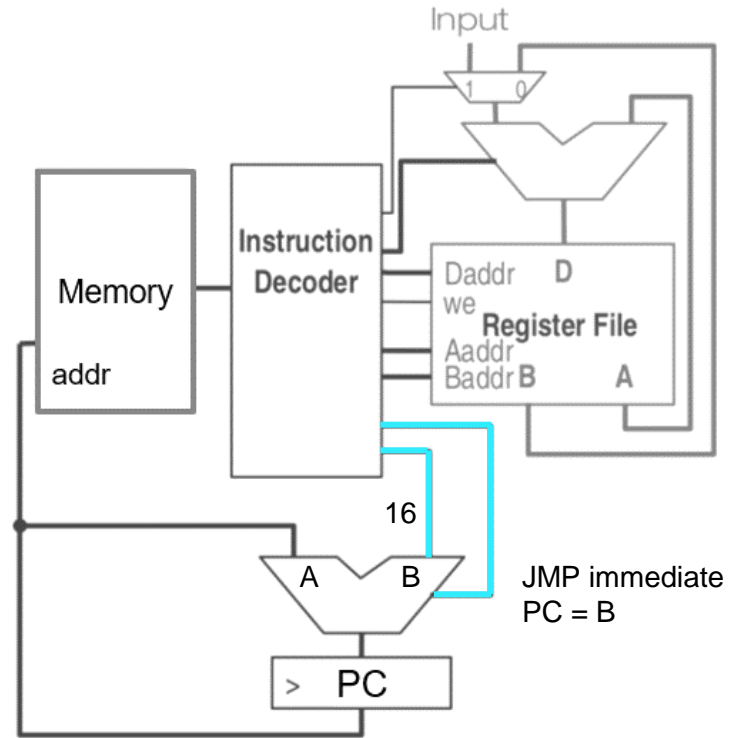 Input
1 0
Instruction
Decoder
Memory
addr
Daddr D
we
Register File
Aaddr
Baddr B A
16
A B
JMP immediate
PC = B
> PC